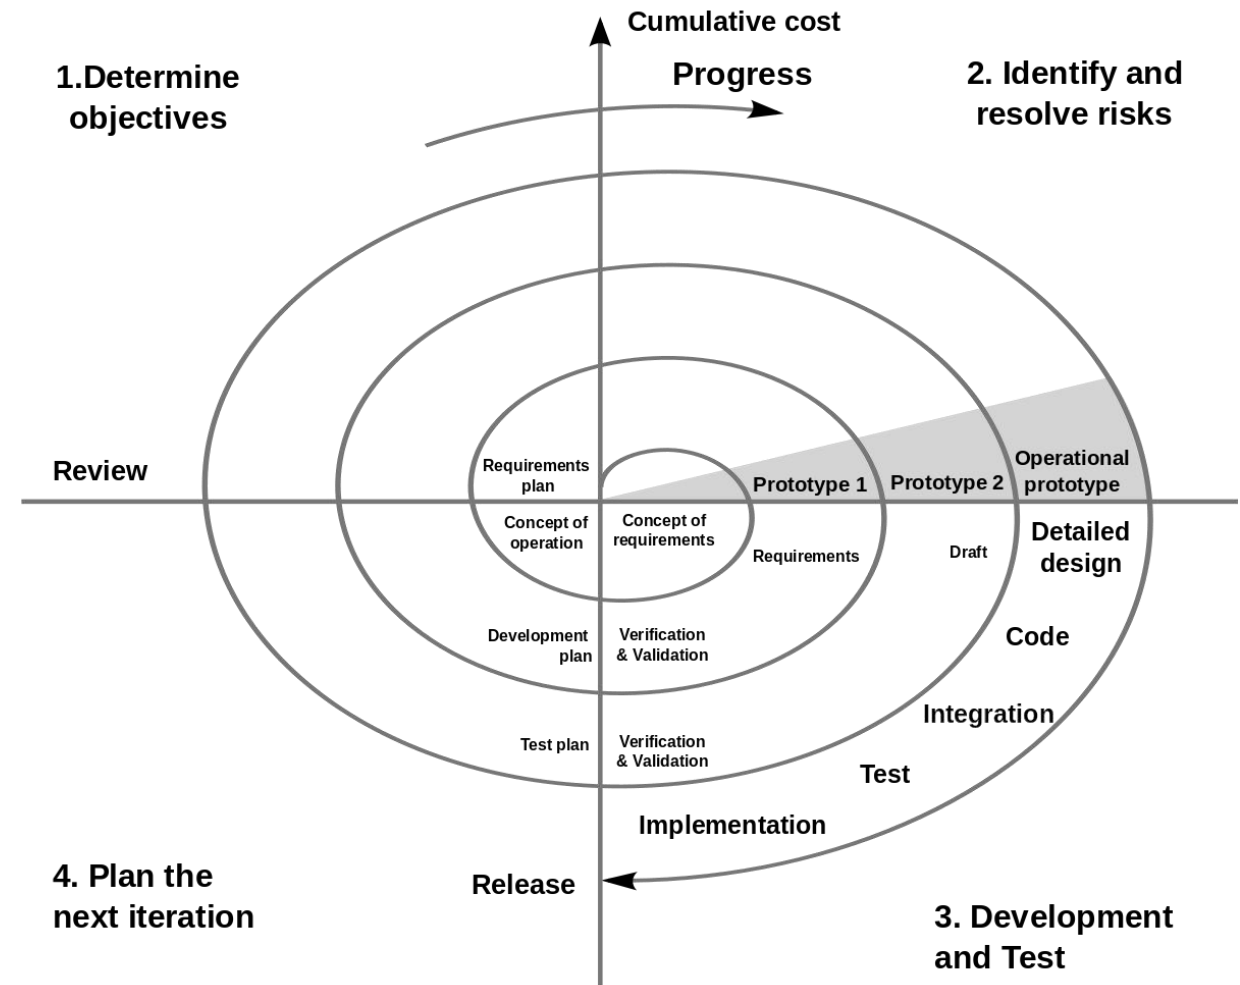 Cumulative cost
Progress
1.Determine
objectives
2. Identify and
resolve risks
Review
Requirements
plan
Prototype 1
Prototype 2
Operational
prototype
Concept of
operation
Concept of
requirements
Requirements
Draft
Detailed
design
Development
plan
Verification
& Validation
Code
Integration
Test plan
Verification
& Validation
Test
Implementation
Release
4. Plan the
next iteration
3. Development
and Test